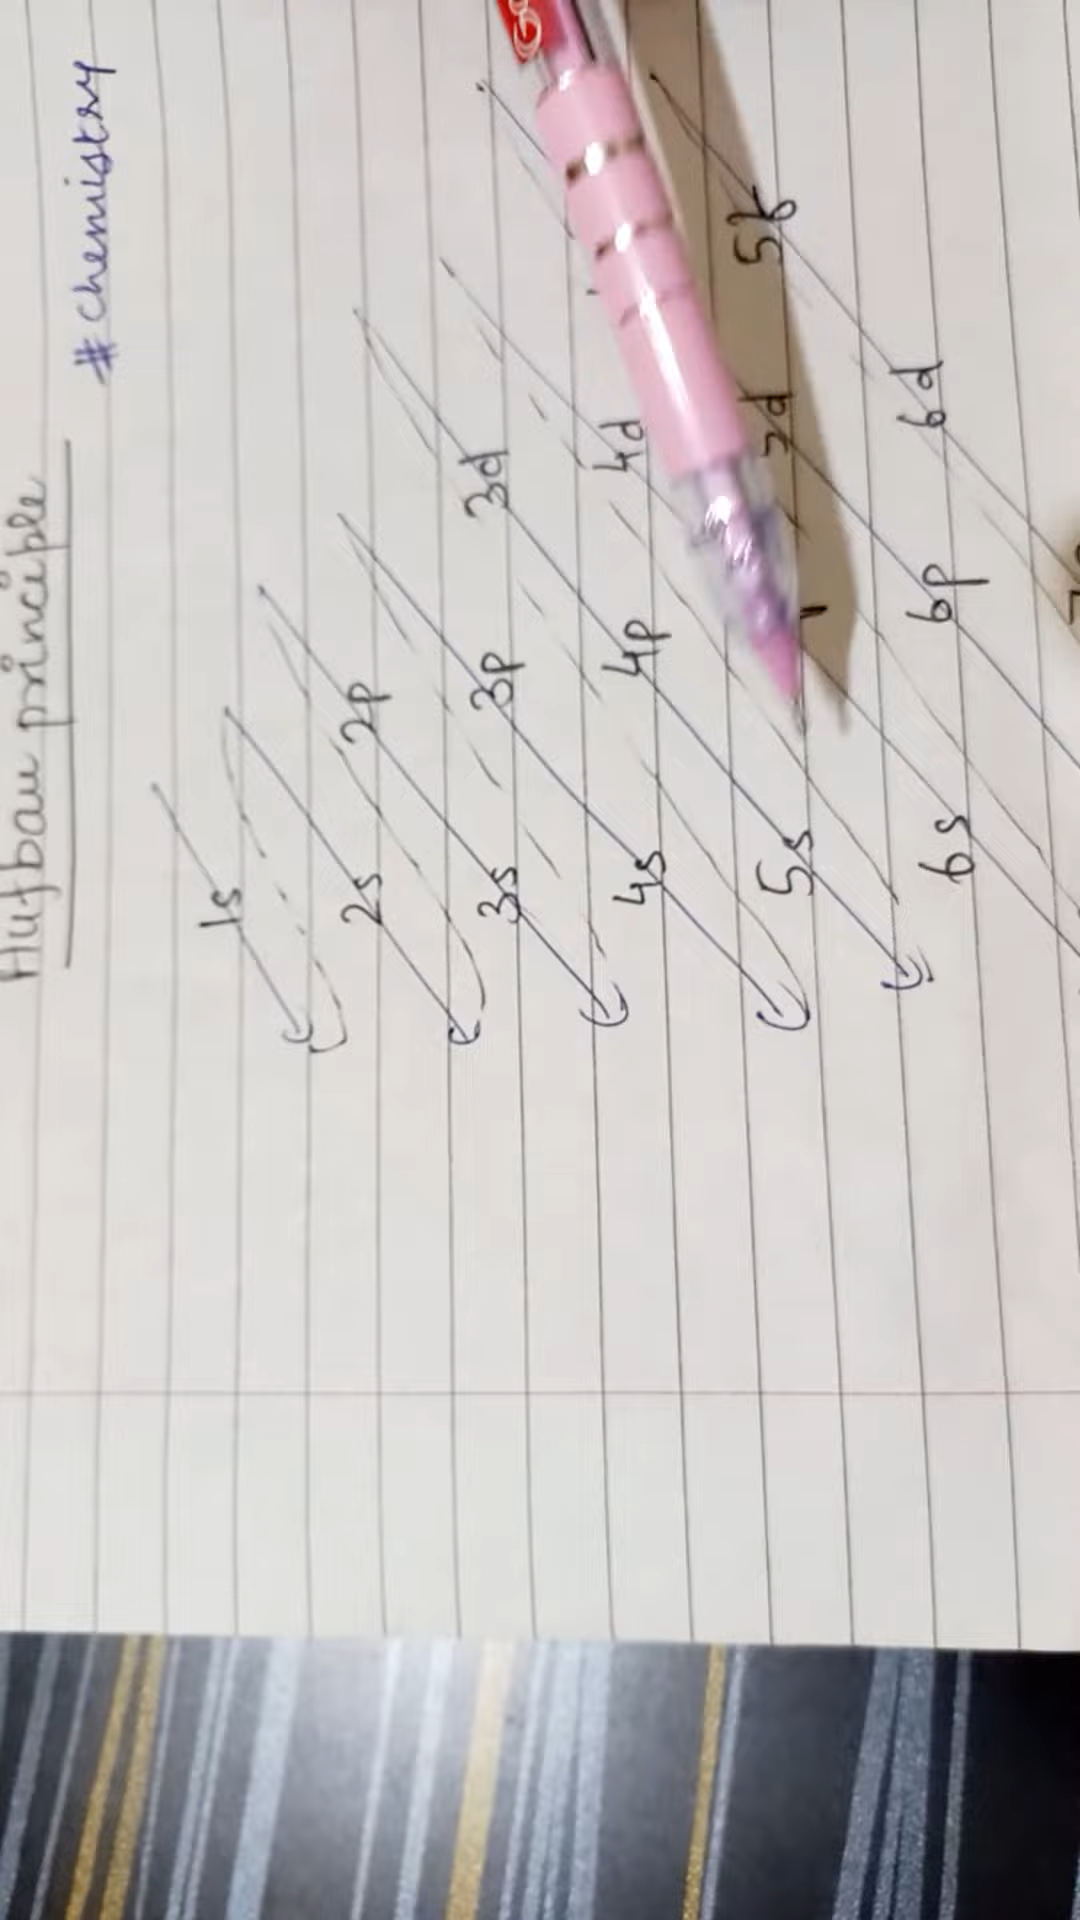 Aufbau principle
#chemistry
1s
2s 2p
3s 3p 3d
4s 4p 4d
5s 5d 5f
6s 6p 6d